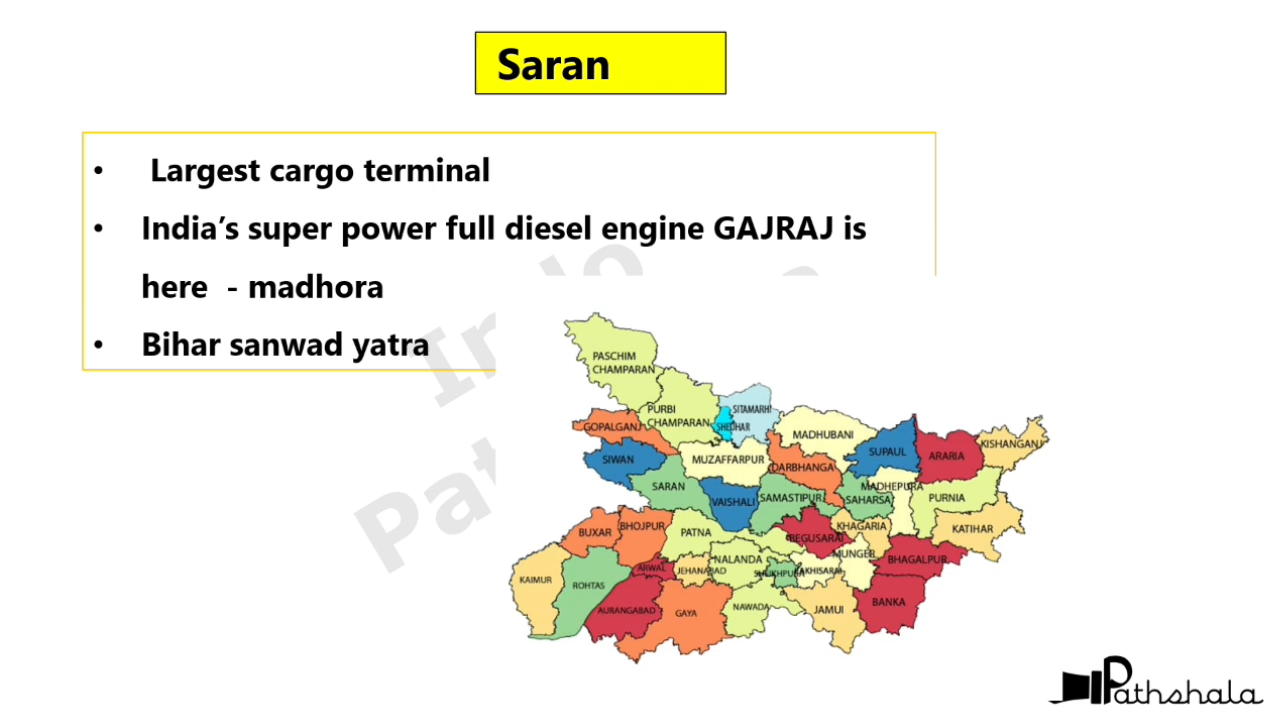 Saran
• Largest cargo terminal
• India’s super power full diesel engine GAJRAJ is
here - madhora
• Bihar sanwad yatra
PASCHIM
CHAMPARAN
PURBI
CHAMPARAN
SITAMARHI
SHEOHAR
GOPALGANJ
MADHUBANI
KISHANGANJ
SIWAN
MUZAFFARPUR
DARBHANGA
SUPAUL
ARARIA
SARAN
VAISHALI
SAMASTIPUR
MADHEPURA
SAHARSA
PURNIA
BUXAR
BHOJPUR
PATNA
BEGUSARAI
KHAGARIA
KATIHAR
KAIMUR
ROHTAS
ARWAL
JEHANABAD
NALANDA
SHEIKHPURA
LAKHISARAI
MUNGER
BHAGALPUR
AURANGABAD
GAYA
NAWADA
JAMUI
BANKA
Pathshala